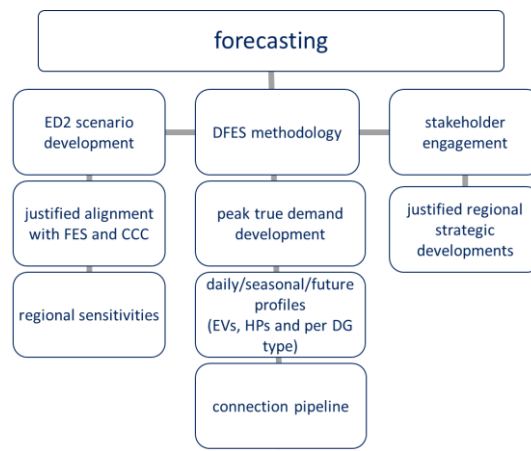 forecasting
ED2 scenario
development
DFES methodology
stakeholder
engagement
justified alignment
with FES and CCC
peak true demand
development
justified regional
strategic
developments
regional sensitivities
daily/seasonal/future
profiles
(EVs, HPs and per DG
type)
connection pipeline